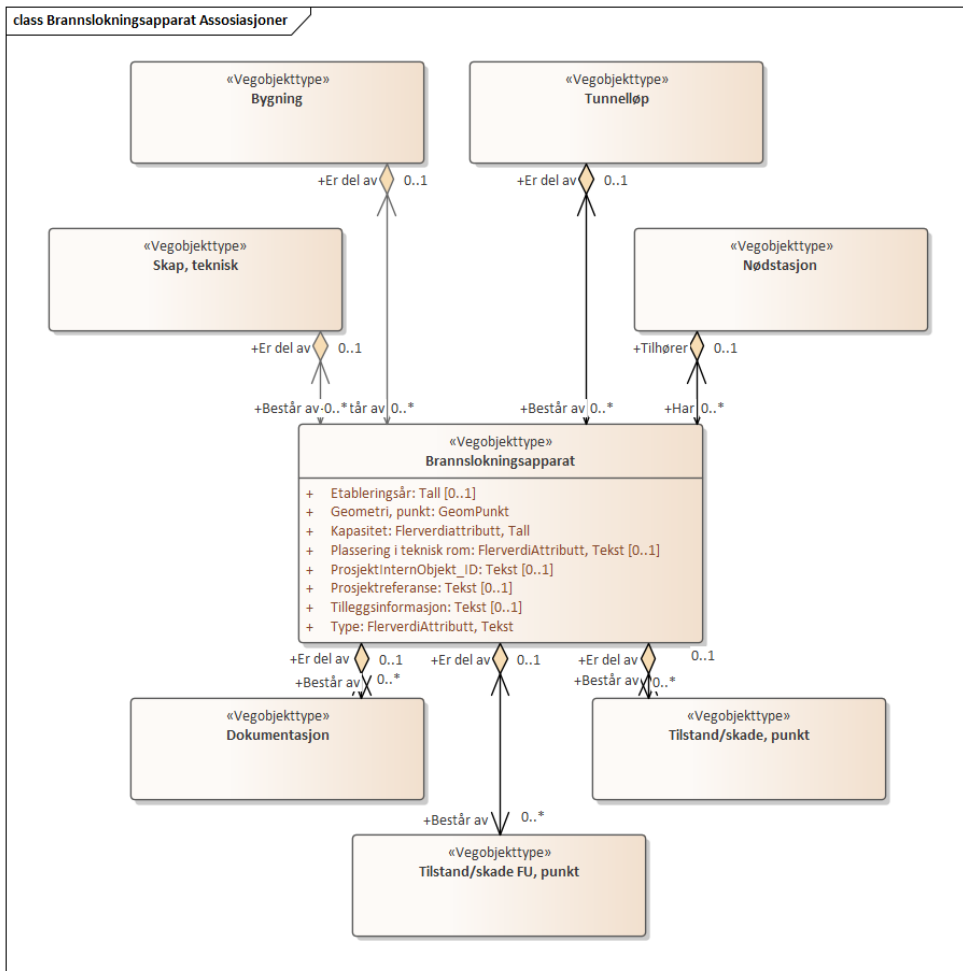 class Brannslokningsapparat Assosiasjoner
«Vegobjekttype»
Bygning
«Vegobjekttype»
Tunnelløp
+Er del av 0..1
+Er del av 0..1
«Vegobjekttype»
Skap, teknisk
«Vegobjekttype»
Nødstasjon
+Er del av 0..1
+Tilhører 0..1
+Består av 0..*
tår av 0..*
+Består av 0..*
+Har 0..*
«Vegobjekttype»
Brannslokningsapparat
+ Etableringsår: Tall [0..1]
+ Geometri, punkt: GeomPunkt
+ Kapasitet: Flerverdiattributt, Tall
+ Plassering i teknisk rom: FlerverdiAttributt, Tekst [0..1]
+ ProsjektInternObjekt_ID: Tekst [0..1]
+ Prosjektreferanse: Tekst [0..1]
+ Tilleggsinformasjon: Tekst [0..1]
+ Type: FlerverdiAttributt, Tekst
+Er del av 0..1
+Er del av 0..1
+Er del av 0..1
+Består av 0..*
+Består av 0..*
«Vegobjekttype»
Dokumentasjon
«Vegobjekttype»
Tilstand/skade, punkt
+Består av 0..*
«Vegobjekttype»
Tilstand/skade FU, punkt